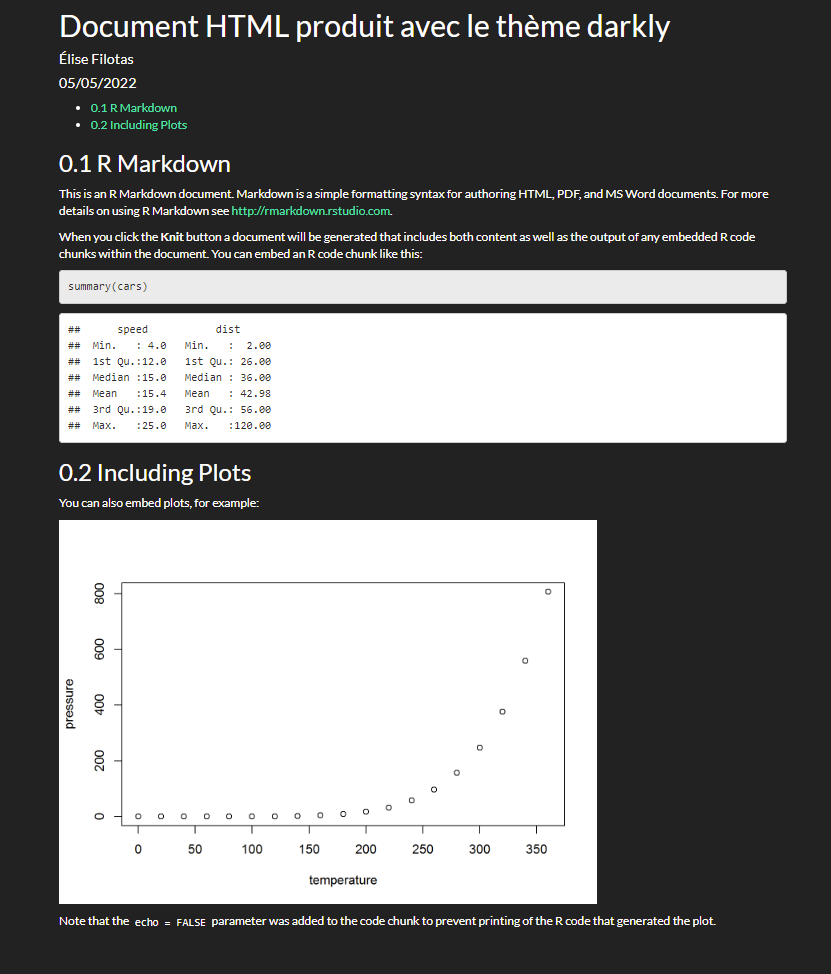 Document HTML produit avec le thème darkly
Élise Filotas
05/05/2022
• 0.1 R Markdown
• 0.2 Including Plots
0.1 R Markdown
This is an R Markdown document. Markdown is a simple formatting syntax for authoring HTML, PDF, and MS Word documents. For more
details on using R Markdown see http://rmarkdown.rstudio.com.
When you click the Knit button a document will be generated that includes both content as well as the output of any embedded R code
chunks within the document. You can embed an R code chunk like this:
summary(cars)
##      speed           dist
##  Min.   : 4.0   Min.   :  2.00
##  1st Qu.:12.0   1st Qu.: 26.00
##  Median :15.0   Median : 36.00
##  Mean   :15.4   Mean   : 42.98
##  3rd Qu.:19.0   3rd Qu.: 56.00
##  Max.   :25.0   Max.   :120.00
0.2 Including Plots
You can also embed plots, for example:
800
600
400
200
0
pressure
0 50 100 150 200 250 300 350
temperature
Note that the echo = FALSE parameter was added to the code chunk to prevent printing of the R code that generated the plot.